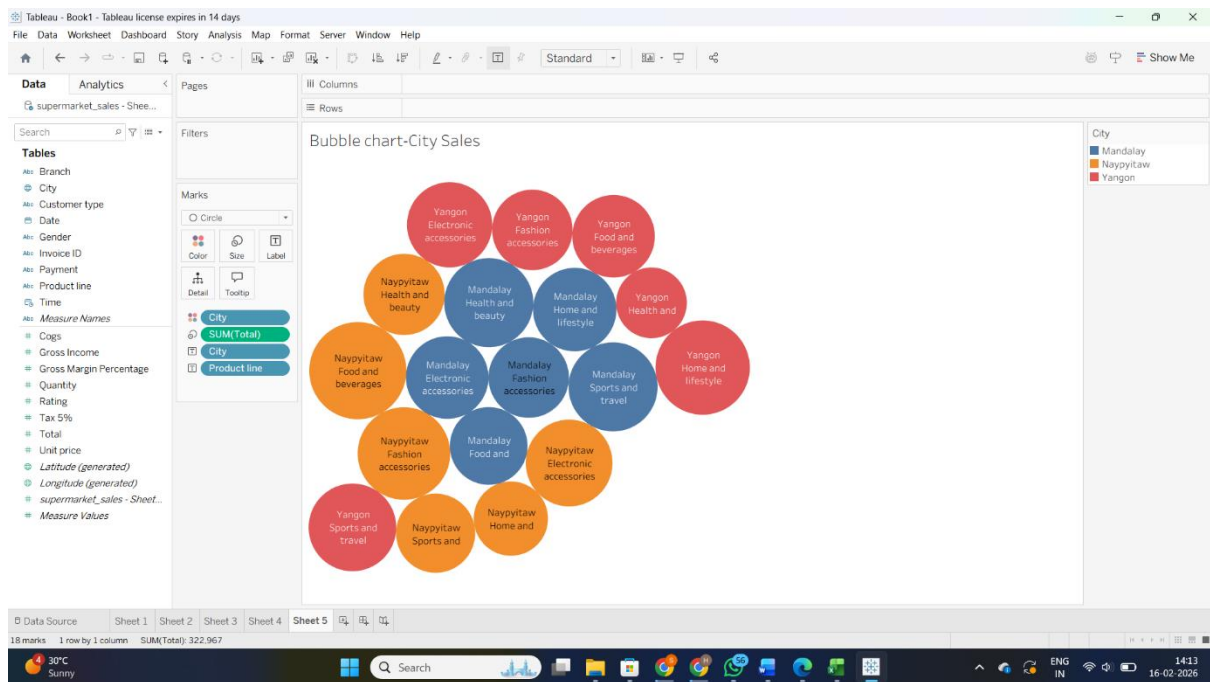 Tableau - Book1 - Tableau license expires in 14 days
File Data Worksheet Dashboard Story Analysis Map Format Server Window Help
Standard
Show Me
Data Analytics
supermarket_sales - Shee...
Search
Tables
Abc Branch
City
Abc Customer type
Date
Abc Gender
Abc Invoice ID
Abc Payment
Abc Product line
Time
Abc Measure Names
# Cogs
# Gross Income
# Gross Margin Percentage
# Quantity
# Rating
# Tax 5%
# Total
# Unit price
Latitude (generated)
Longitude (generated)
# supermarket_sales - Sheet...
# Measure Values
Pages
Filters
Marks
Circle
Color Size Label
Detail Tooltip
City
SUM(Total)
City
Product line
Columns
Rows
Bubble chart-City Sales
Yangon
Electronic
accessories
Yangon
Fashion
accessories
Yangon
Food and
beverages
Naypyitaw
Health and
beauty
Mandalay
Health and
beauty
Mandalay
Home and
lifestyle
Yangon
Health and
Naypyitaw
Food and
beverages
Mandalay
Electronic
accessories
Mandalay
Fashion
accessories
Mandalay
Sports and
travel
Yangon
Home and
lifestyle
Naypyitaw
Fashion
accessories
Mandalay
Food and
Naypyitaw
Electronic
accessories
Yangon
Sports and
travel
Naypyitaw
Sports and
Naypyitaw
Home and
City
Mandalay
Naypyitaw
Yangon
Data Source Sheet 1 Sheet 2 Sheet 3 Sheet 4 Sheet 5
18 marks 1 row by 1 column SUM(Total): 322,967
4
30°C
Sunny
Search
56
ENG
IN
14:13
16-02-2026